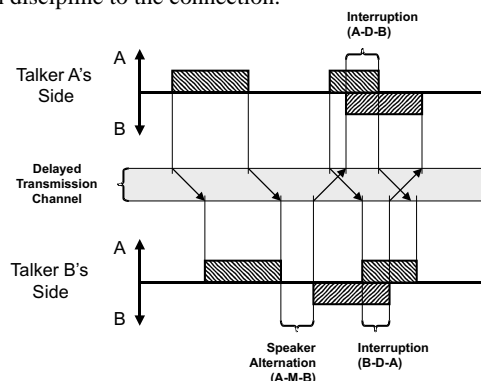 discipline to the connection.
Interruption
(A-D-B)
A
Talker A's
Side
B
Delayed
Transmission
Channel
A
Talker B's
Side
B
Speaker
Alternation
(A-M-B)
Interruption
(B-D-A)